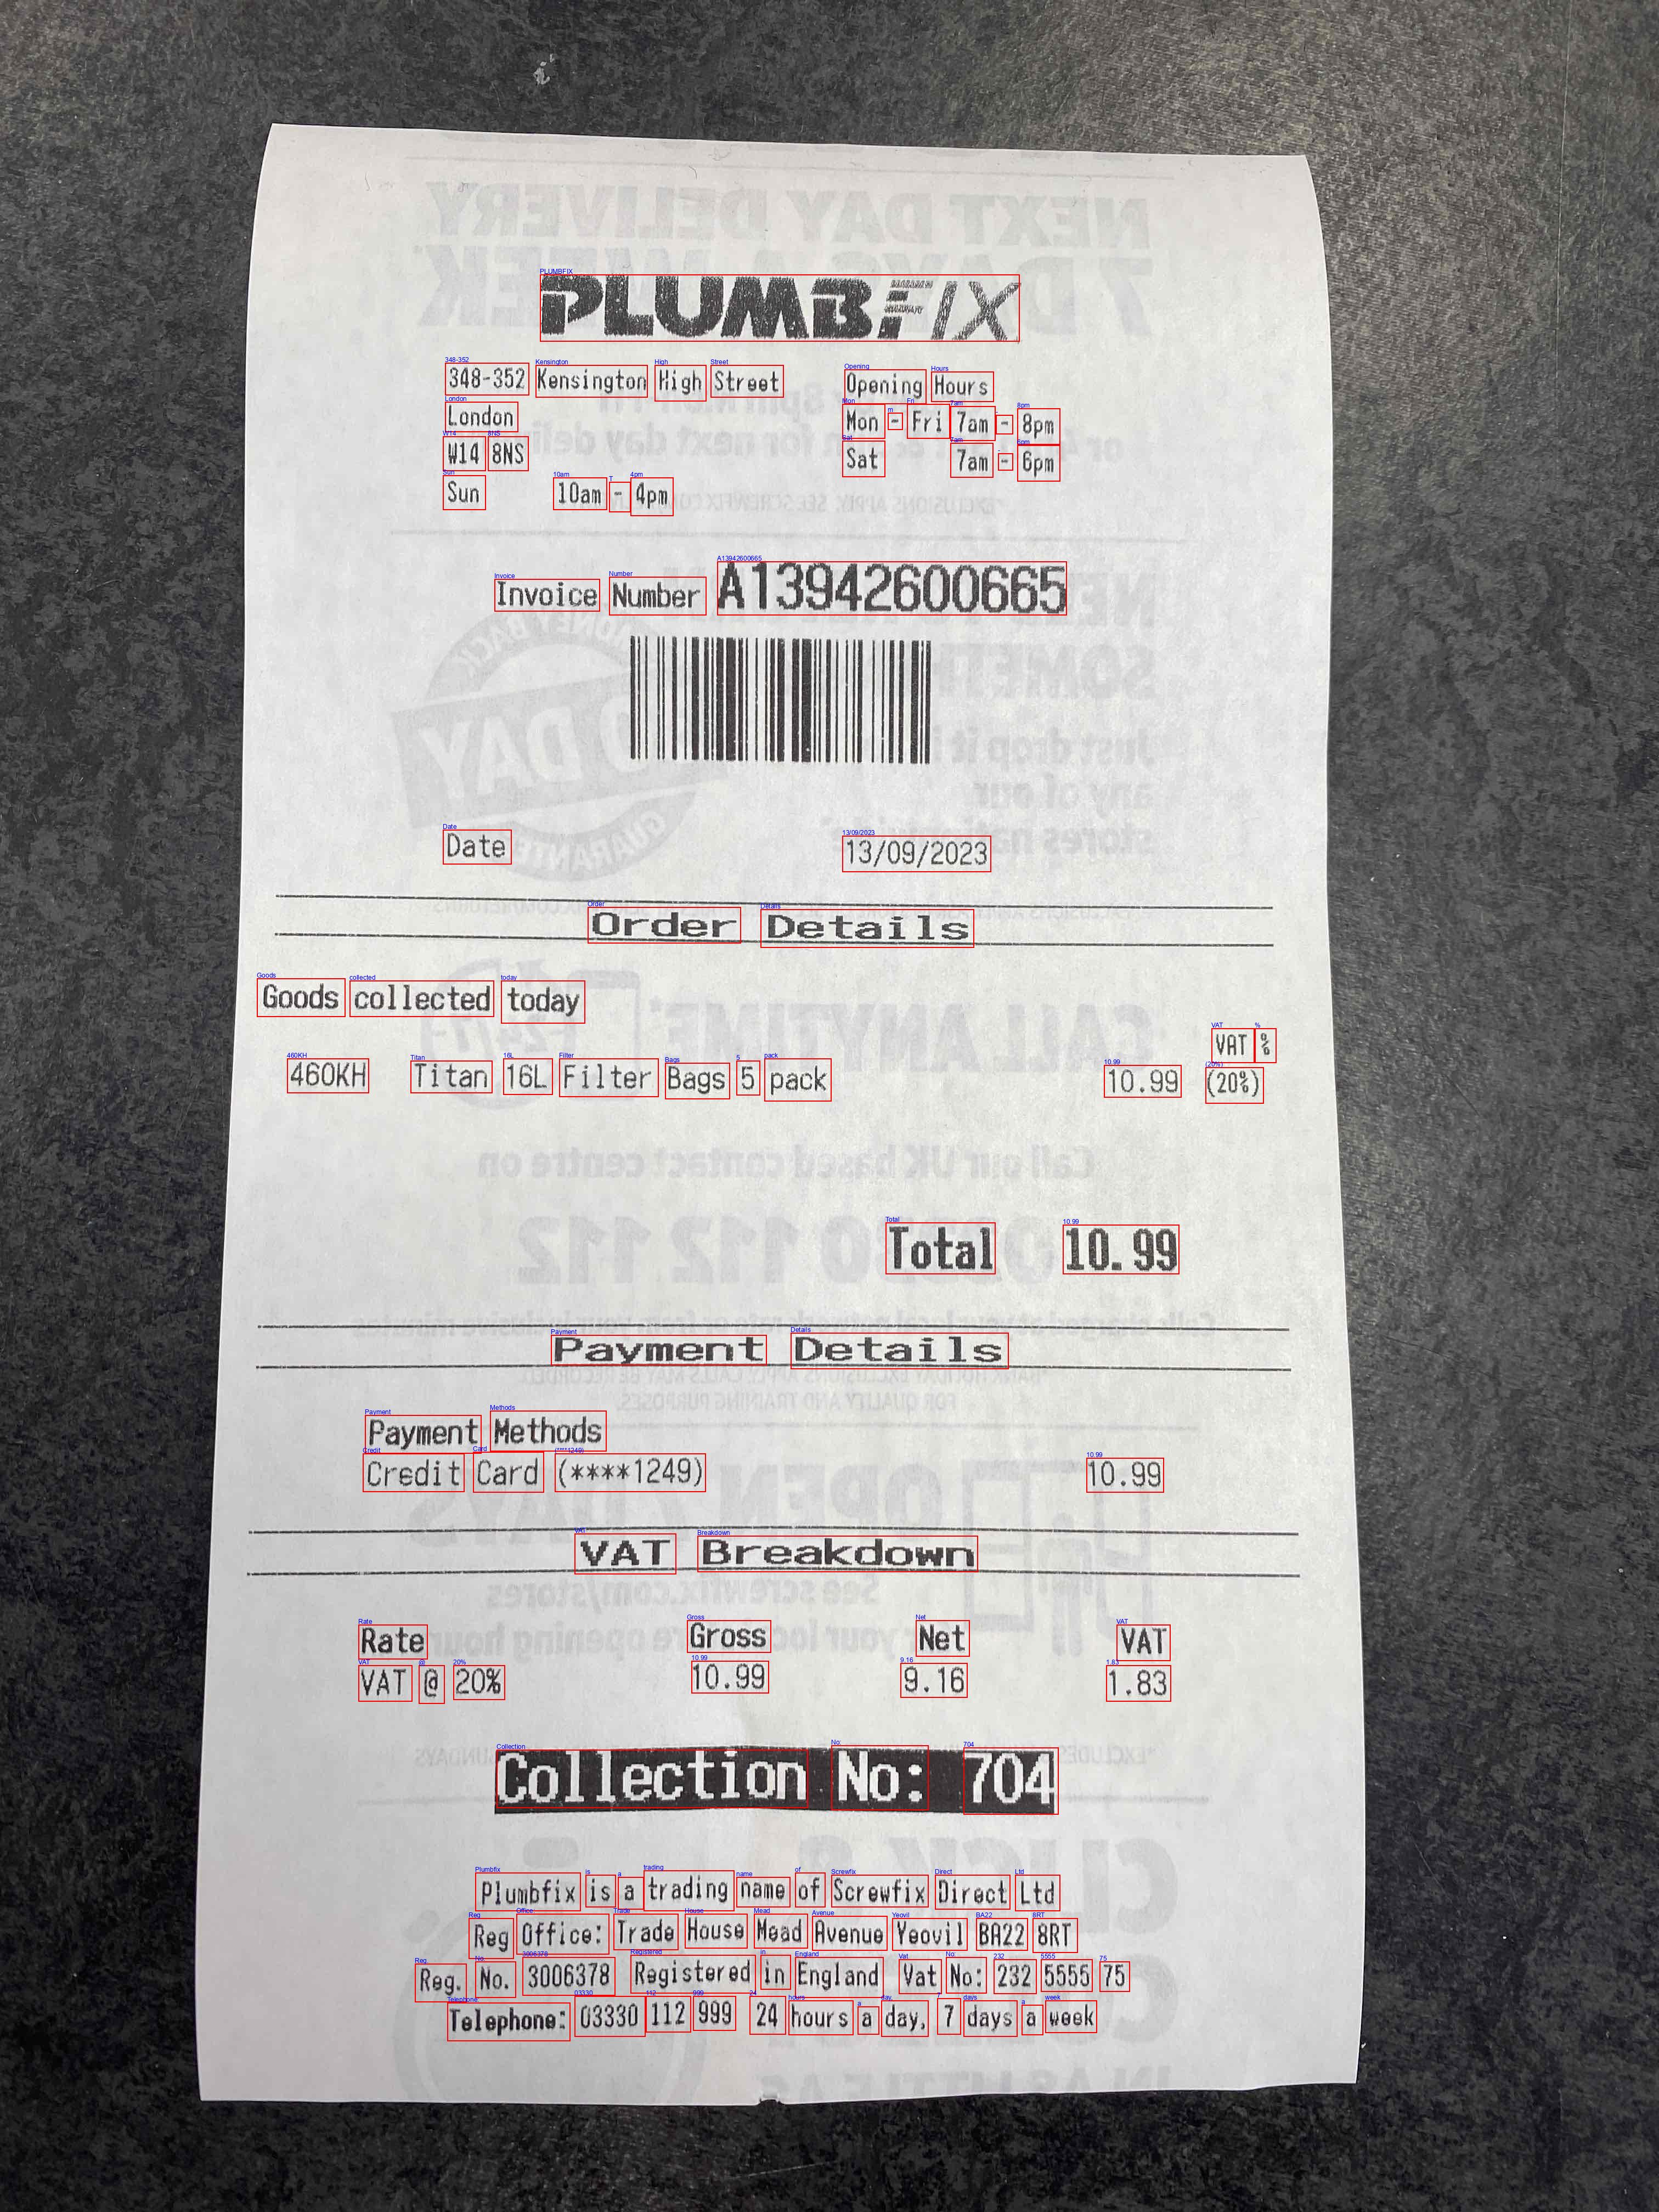 PLUMBFIX
348-352 Kensington High Street
London
W14 8NS
Opening Hours
Mon - Fri 7am - 8pm
Sat 7am - 6pm
Sun 10am - 4pm
Invoice Number A13942600665
Date 13/09/2023
Order Details
Goods collected today
VAT %
460KH Titan 16L Filter Bags 5 pack 10.99 (20%)
Total 10.99
Payment Details
Payment Methods
Credit Card (****1249) 10.99
VAT Breakdown
Rate Gross Net VAT
VAT @ 20% 10.99 9.16 1.83
Collection No: 704
Plumbfix is a trading name of Screwfix Direct Ltd
Reg Office: Trade House Mead Avenue Yeovil BA22 8RT
Reg. No. 3006378 Registered in England Vat No: 232 5555 75
Telephone: 03330 112 999 24 hours a day, 7 days a week